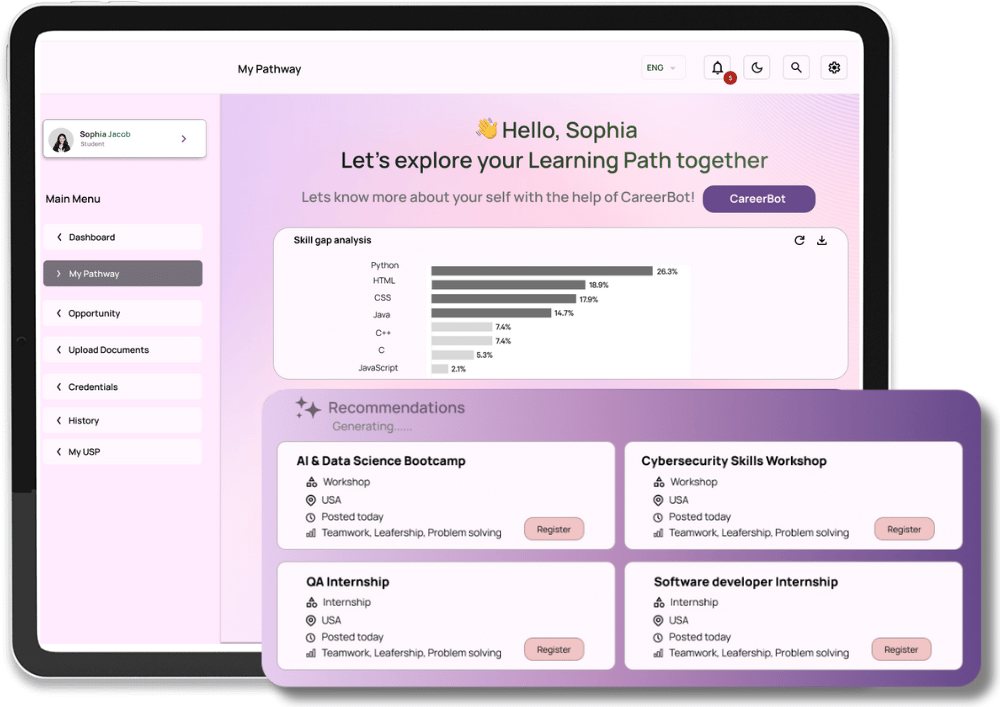 My Pathway
ENG
5
Sophia Jacob
Student
Main Menu
Dashboard
My Pathway
Opportunity
Upload Documents
Credentials
History
My USP
👋 Hello, Sophia
Let's explore your Learning Path together
Lets know more about your self with the help of CareerBot!
CareerBot
Skill gap analysis
Python 26.3%
HTML 18.9%
CSS 17.9%
Java 14.7%
C++ 7.4%
C 7.4%
5.3%
JavaScript 2.1%
Recommendations
Generating......
AI & Data Science Bootcamp
Workshop
USA
Posted today
Teamwork, Leafership, Problem solving
Register
Cybersecurity Skills Workshop
Workshop
USA
Posted today
Teamwork, Leafership, Problem solving
Register
QA Internship
Internship
USA
Posted today
Teamwork, Leafership, Problem solving
Register
Software developer Internship
Internship
USA
Posted today
Teamwork, Leafership, Problem solving
Register